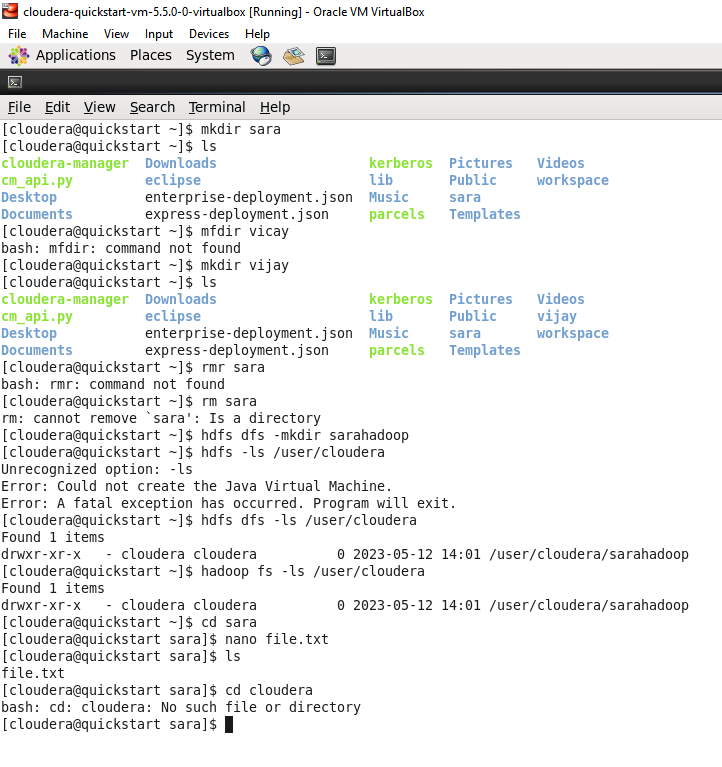 cloudera-quickstart-vm-5.5.0-0-virtualbox [Running] - Oracle VM VirtualBox
File Machine View Input Devices Help
Applications Places System
File Edit View Search Terminal Help
[cloudera@quickstart ~]$ mkdir sara
[cloudera@quickstart ~]$ ls
cloudera-manager  Downloads                   kerberos  Pictures   Videos
cm_api.py         eclipse                     lib       Public     workspace
Desktop           enterprise-deployment.json  Music     sara
Documents         express-deployment.json     parcels   Templates
[cloudera@quickstart ~]$ mfdir vicay
bash: mfdir: command not found
[cloudera@quickstart ~]$ mkdir vijay
[cloudera@quickstart ~]$ ls
cloudera-manager  Downloads                   kerberos  Pictures   Videos
cm_api.py         eclipse                     lib       Public     vijay
Desktop           enterprise-deployment.json  Music     sara       workspace
Documents         express-deployment.json     parcels   Templates
[cloudera@quickstart ~]$ rmr sara
bash: rmr: command not found
[cloudera@quickstart ~]$ rm sara
rm: cannot remove `sara': Is a directory
[cloudera@quickstart ~]$ hdfs dfs -mkdir sarahadoop
[cloudera@quickstart ~]$ hdfs -ls /user/cloudera
Unrecognized option: -ls
Error: Could not create the Java Virtual Machine.
Error: A fatal exception has occurred. Program will exit.
[cloudera@quickstart ~]$ hdfs dfs -ls /user/cloudera
Found 1 items
drwxr-xr-x   - cloudera cloudera          0 2023-05-12 14:01 /user/cloudera/sarahadoop
[cloudera@quickstart ~]$ hadoop fs -ls /user/cloudera
Found 1 items
drwxr-xr-x   - cloudera cloudera          0 2023-05-12 14:01 /user/cloudera/sarahadoop
[cloudera@quickstart ~]$ cd sara
[cloudera@quickstart sara]$ nano file.txt
[cloudera@quickstart sara]$ ls
file.txt
[cloudera@quickstart sara]$ cd cloudera
bash: cd: cloudera: No such file or directory
[cloudera@quickstart sara]$